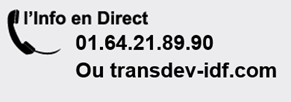 l'Info en Direct
01.64.21.89.90
Ou transdev-idf.com